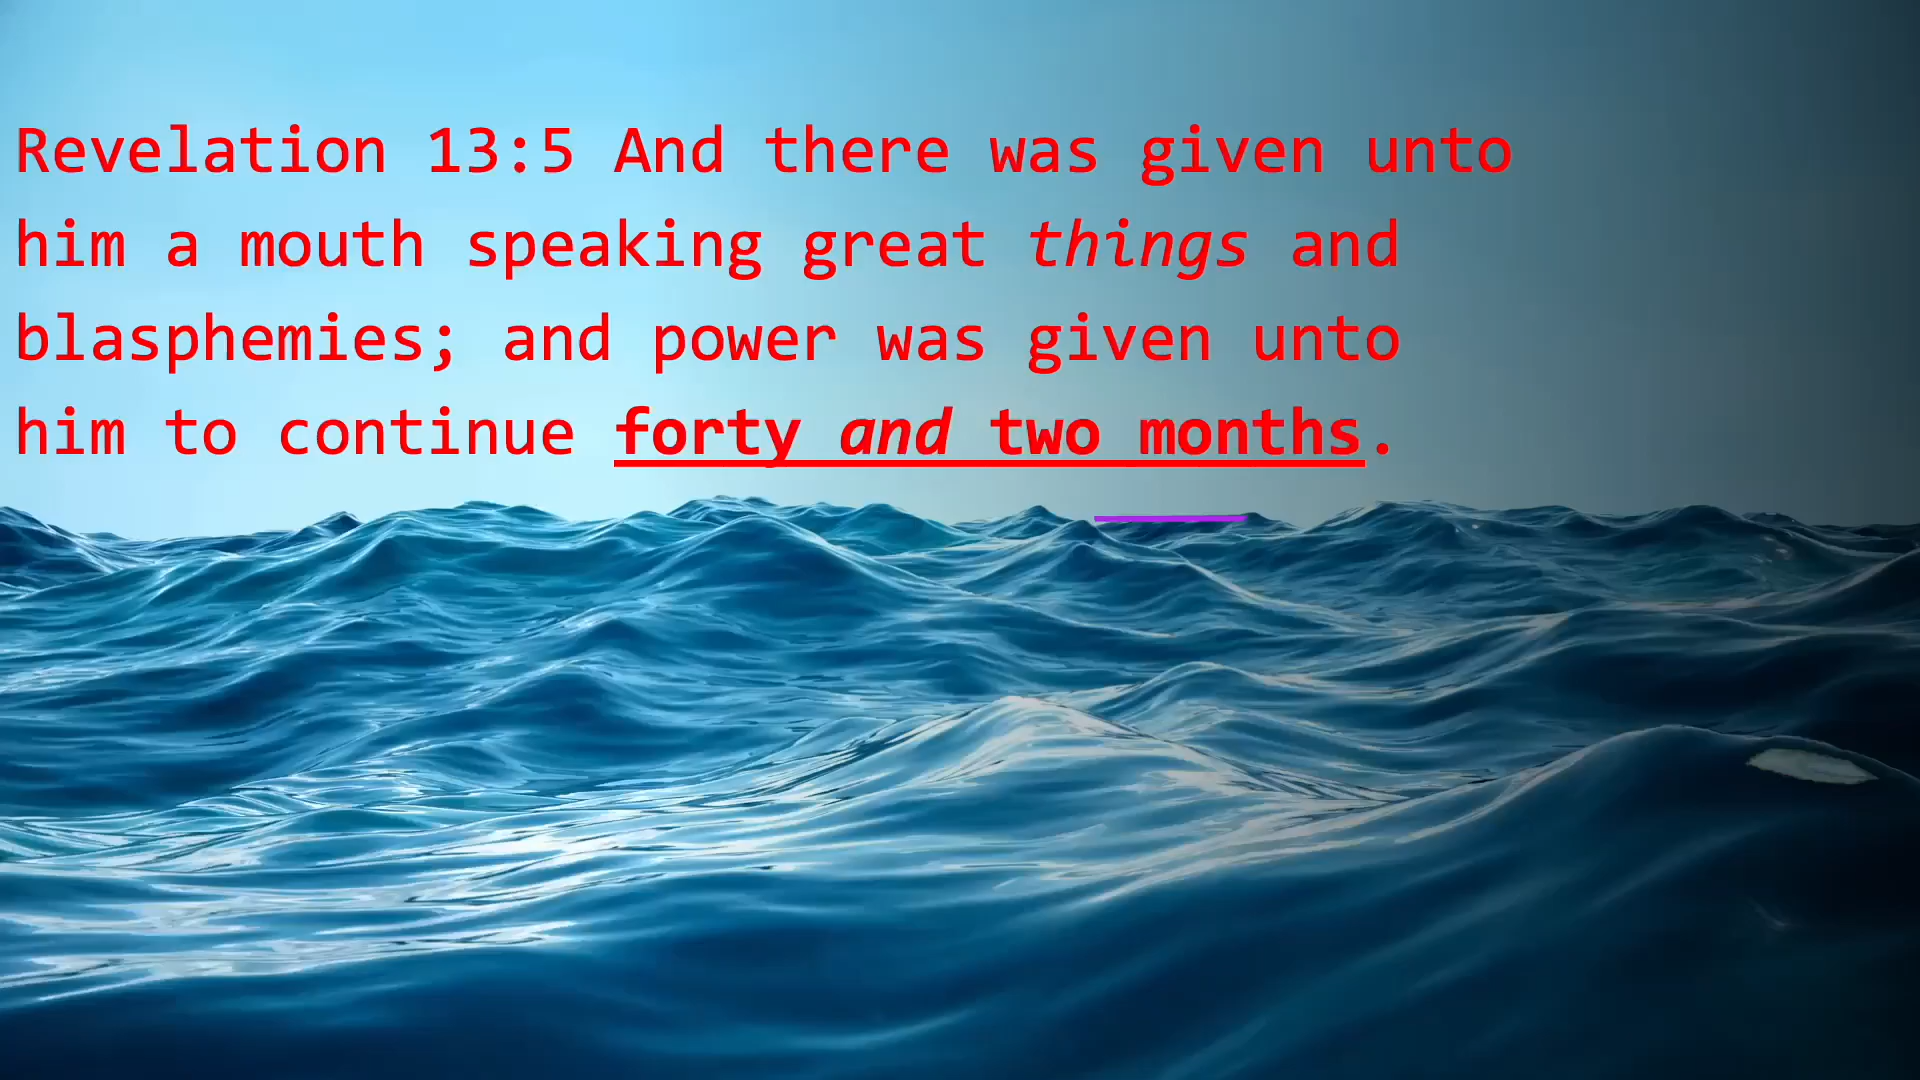 Revelation 13:5 And there was given unto
him a mouth speaking great things and
blasphemies; and power was given unto
him to continue forty and two months.